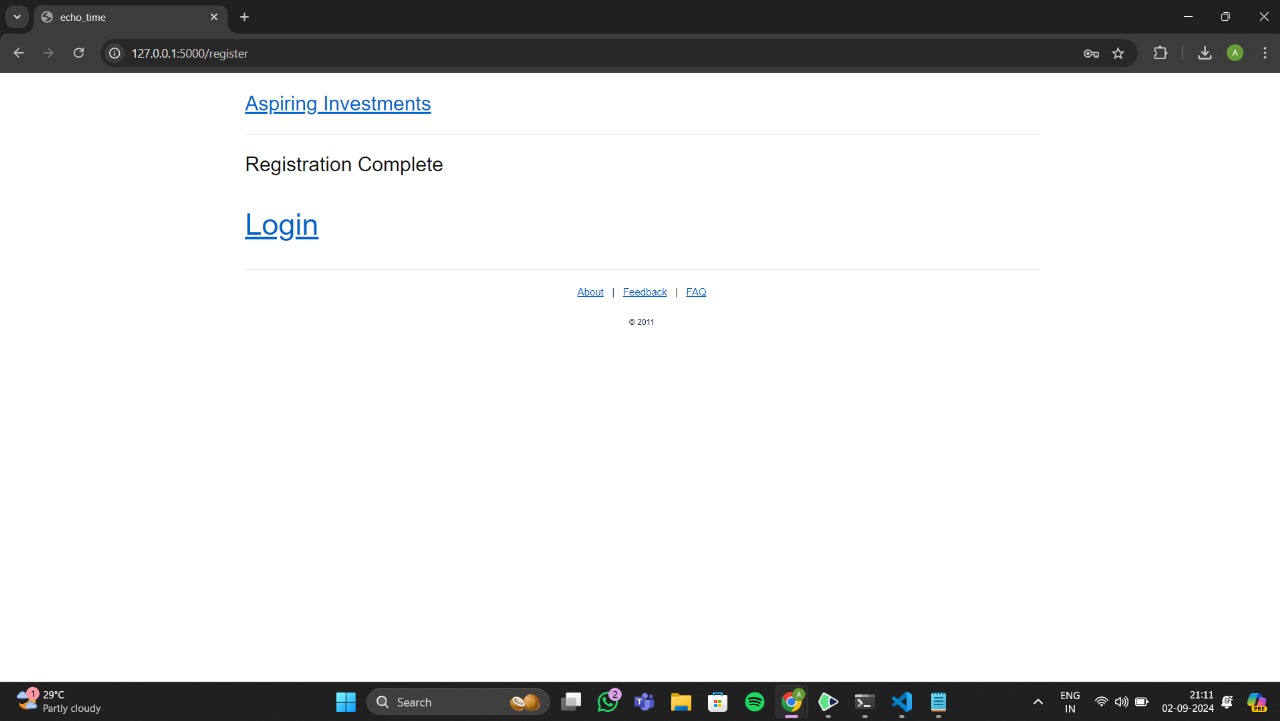 echo_time
127.0.0.1:5000/register
A
Aspiring Investments
Registration Complete
Login
About | Feedback | FAQ
© 2011
1
29°C
Partly cloudy
Search
2
A
ENG
IN
21:11
02-09-2024
PRE